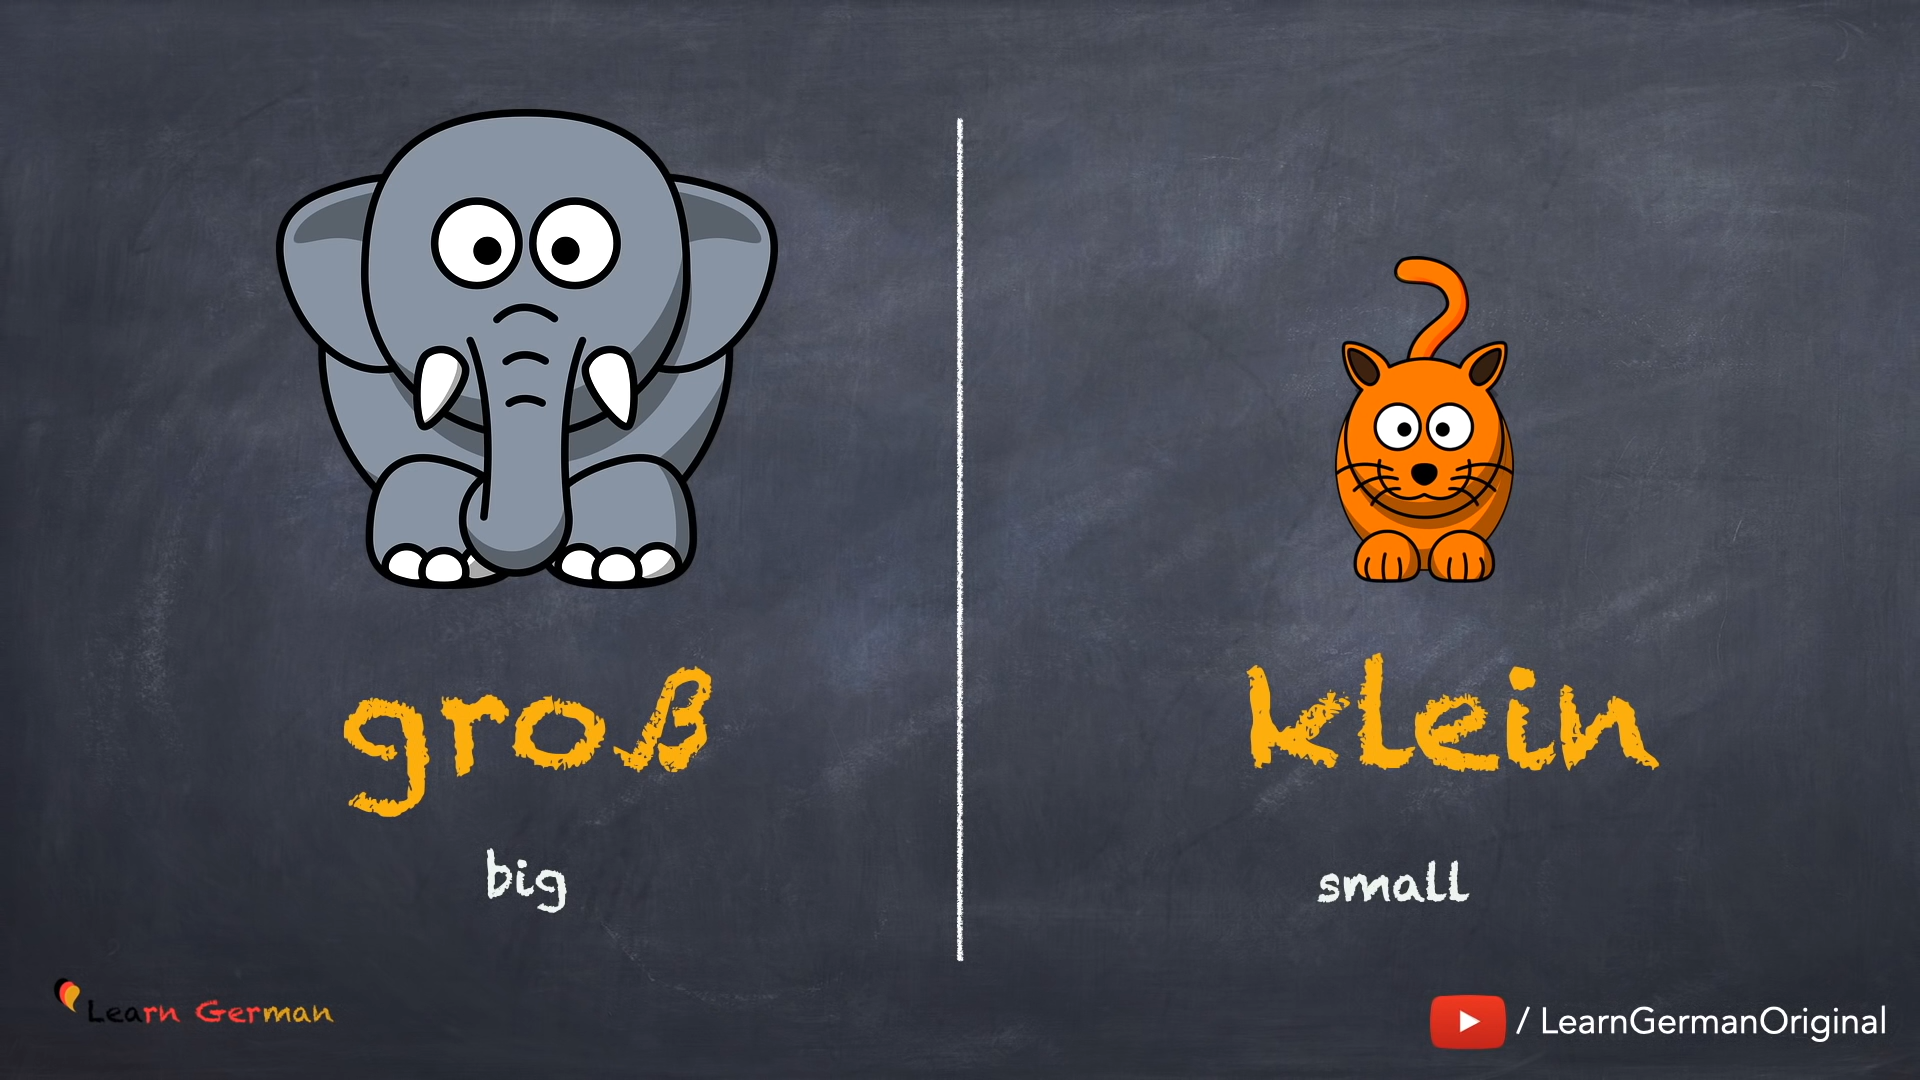 groß
big
klein
small
Learn German
/ LearnGermanOriginal